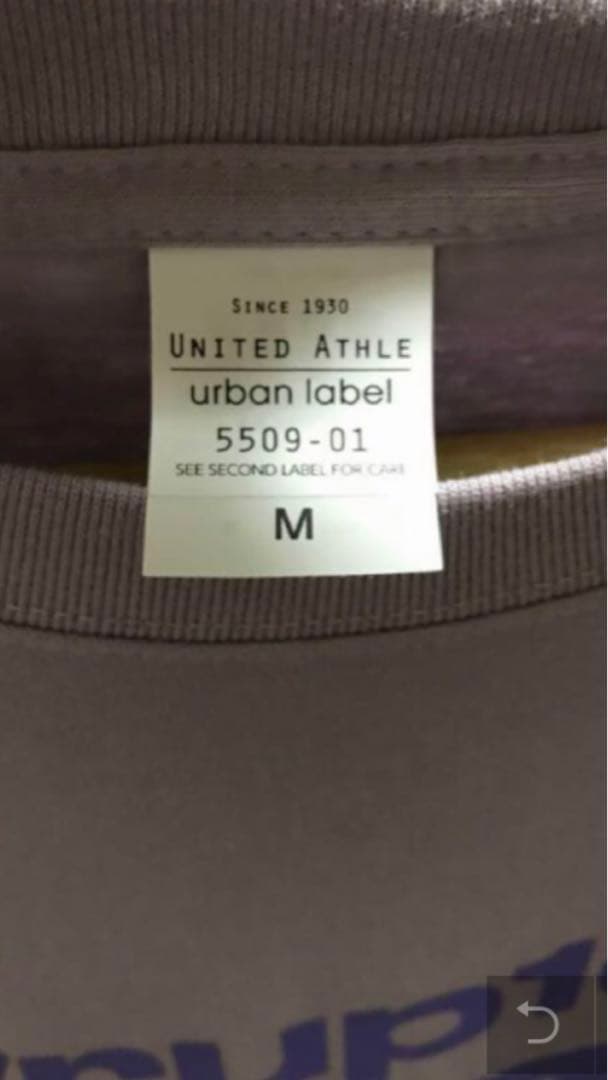 SINCE 1930
UNITED ATHLE
urban label
5509-01
SEE SECOND LABEL FOR CARE
M